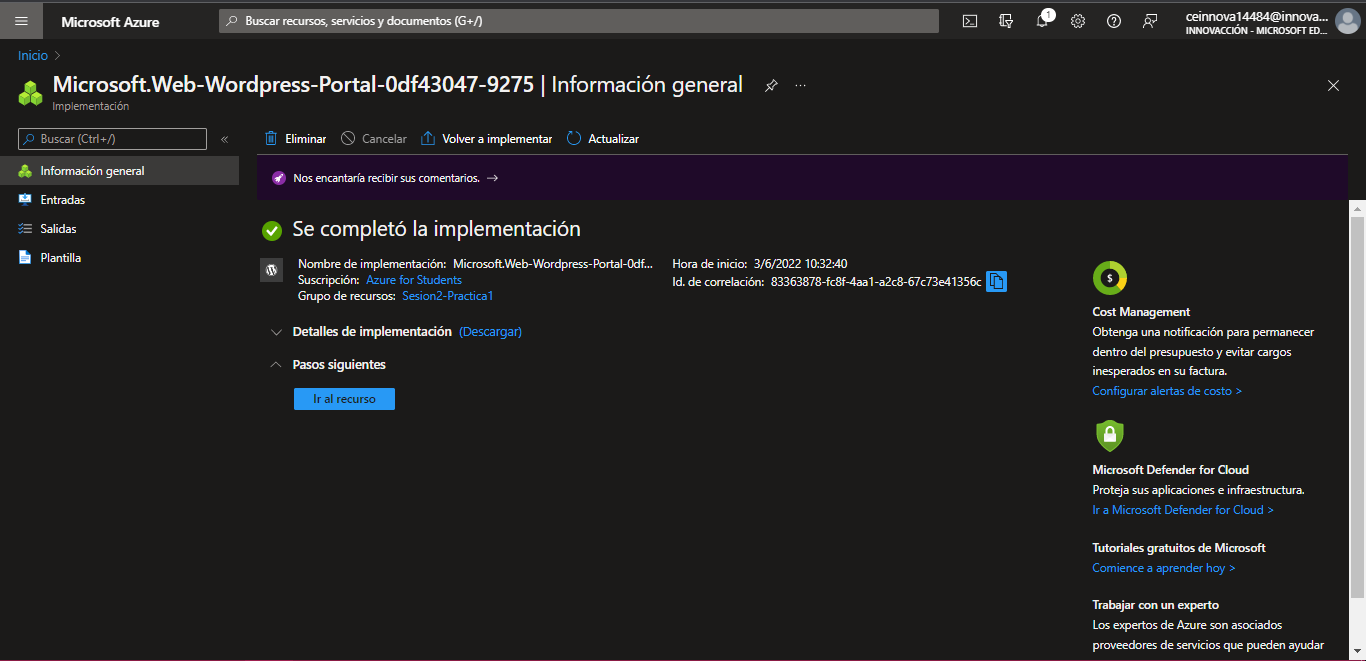 Microsoft Azure
Buscar recursos, servicios y documentos (G+/)
1
ceinnova14484@innova...
INNOVACCIÓN - MICROSOFT ED...
Inicio >
Microsoft.Web-Wordpress-Portal-0df43047-9275 | Información general
Implementación
Buscar (Ctrl+/)
«
Eliminar
Cancelar
Volver a implementar
Actualizar
Información general
Entradas
Salidas
Plantilla
Nos encantaría recibir sus comentarios. →
Se completó la implementación
Nombre de implementación: Microsoft.Web-Wordpress-Portal-0df...
Suscripción: Azure for Students
Grupo de recursos: Sesion2-Practica1
Hora de inicio: 3/6/2022 10:32:40
Id. de correlación: 83363878-fc8f-4aa1-a2c8-67c73e41356c
Detalles de implementación (Descargar)
Pasos siguientes
Ir al recurso
$
Cost Management
Obtenga una notificación para permanecer
dentro del presupuesto y evitar cargos
inesperados en su factura.
Configurar alertas de costo >
Microsoft Defender for Cloud
Proteja sus aplicaciones e infraestructura.
Ir a Microsoft Defender for Cloud >
Tutoriales gratuitos de Microsoft
Comience a aprender hoy >
Trabajar con un experto
Los expertos de Azure son asociados
proveedores de servicios que pueden ayudar